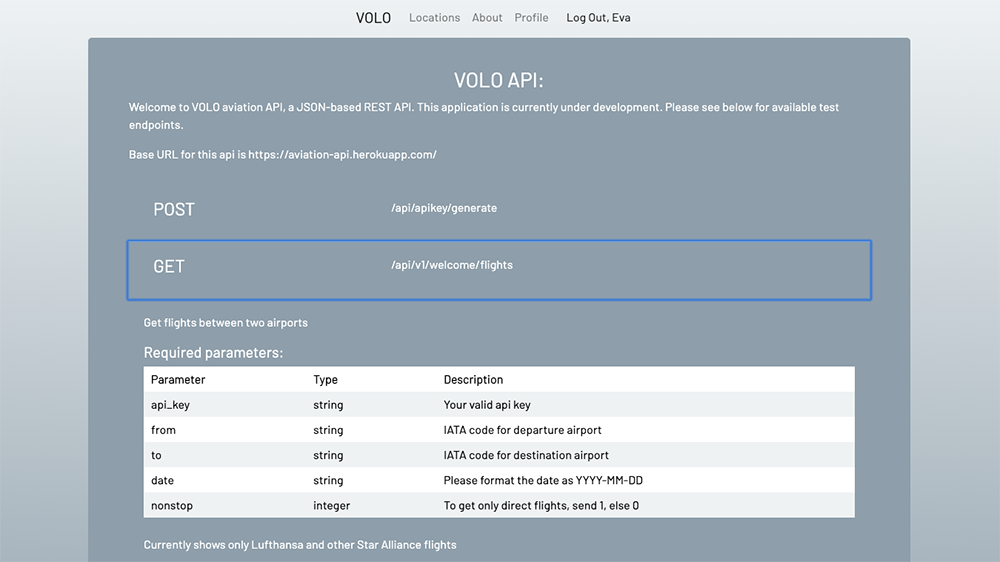 VOLO Locations About Profile Log Out, Eva
VOLO API:
Welcome to VOLO aviation API, a JSON-based REST API. This application is currently under development. Please see below for available test
endpoints.
Base URL for this api is https://aviation-api.herokuapp.com/
POST /api/apikey/generate
GET /api/v1/welcome/flights
Get flights between two airports
Required parameters:
Parameter Type Description
api_key string Your valid api key
from string IATA code for departure airport
to string IATA code for destination airport
date string Please format the date as YYYY-MM-DD
nonstop integer To get only direct flights, send 1, else 0
Currently shows only Lufthansa and other Star Alliance flights